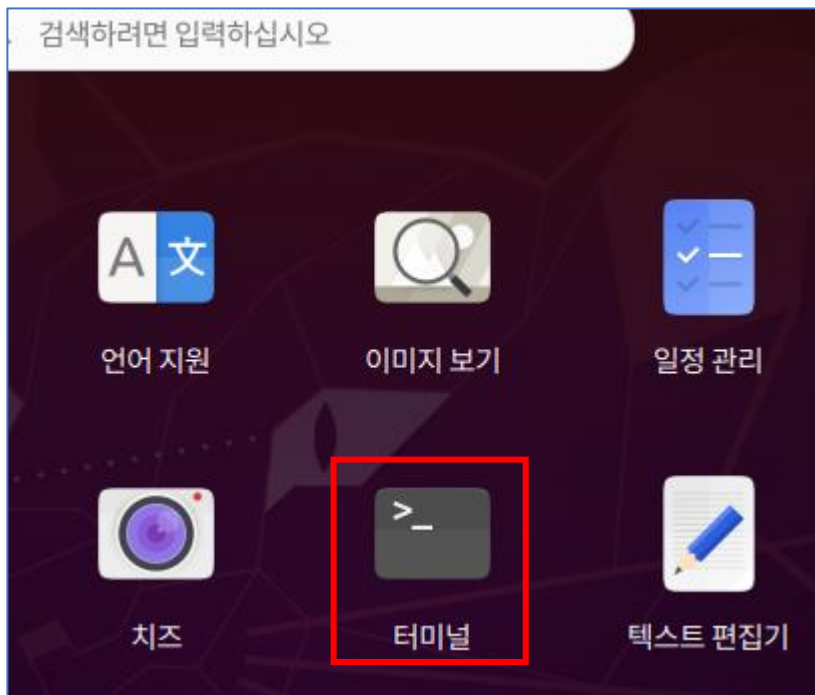 검색하려면 입력하십시오
A 文
언어 지원
이미지 보기
일정 관리
>_
치즈
터미널
텍스트 편집기